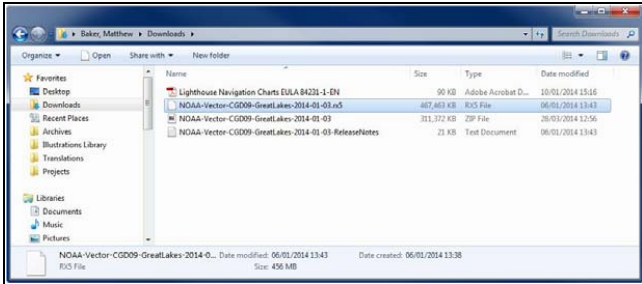 Baker, Matthew ▸ Downloads ▸
Search Downloads
Organize
Open
Share with
New folder
Favorites
Desktop
Downloads
Recent Places
Archives
Illustrations Library
Translations
Projects
Libraries
Documents
Music
Pictures
Name Size Type Date modified
Lighthouse Navigation Charts EULA 84231-1-EN 90 KB Adobe Acrobat D... 10/01/2014 15:16
NOAA-Vector-CGD09-GreatLakes-2014-01-03.rx5 467,463 KB RX5 File 06/01/2014 13:43
NOAA-Vector-CGD09-GreatLakes-2014-01-03 311,372 KB ZIP File 28/03/2014 12:56
NOAA-Vector-CGD09-GreatLakes-2014-01-03-ReleaseNotes 21 KB Text Document 06/01/2014 13:43
NOAA-Vector-CGD09-GreatLakes-2014-0... Date modified: 06/01/2014 13:43 Date created: 06/01/2014 13:38
RX5 File Size: 456 MB